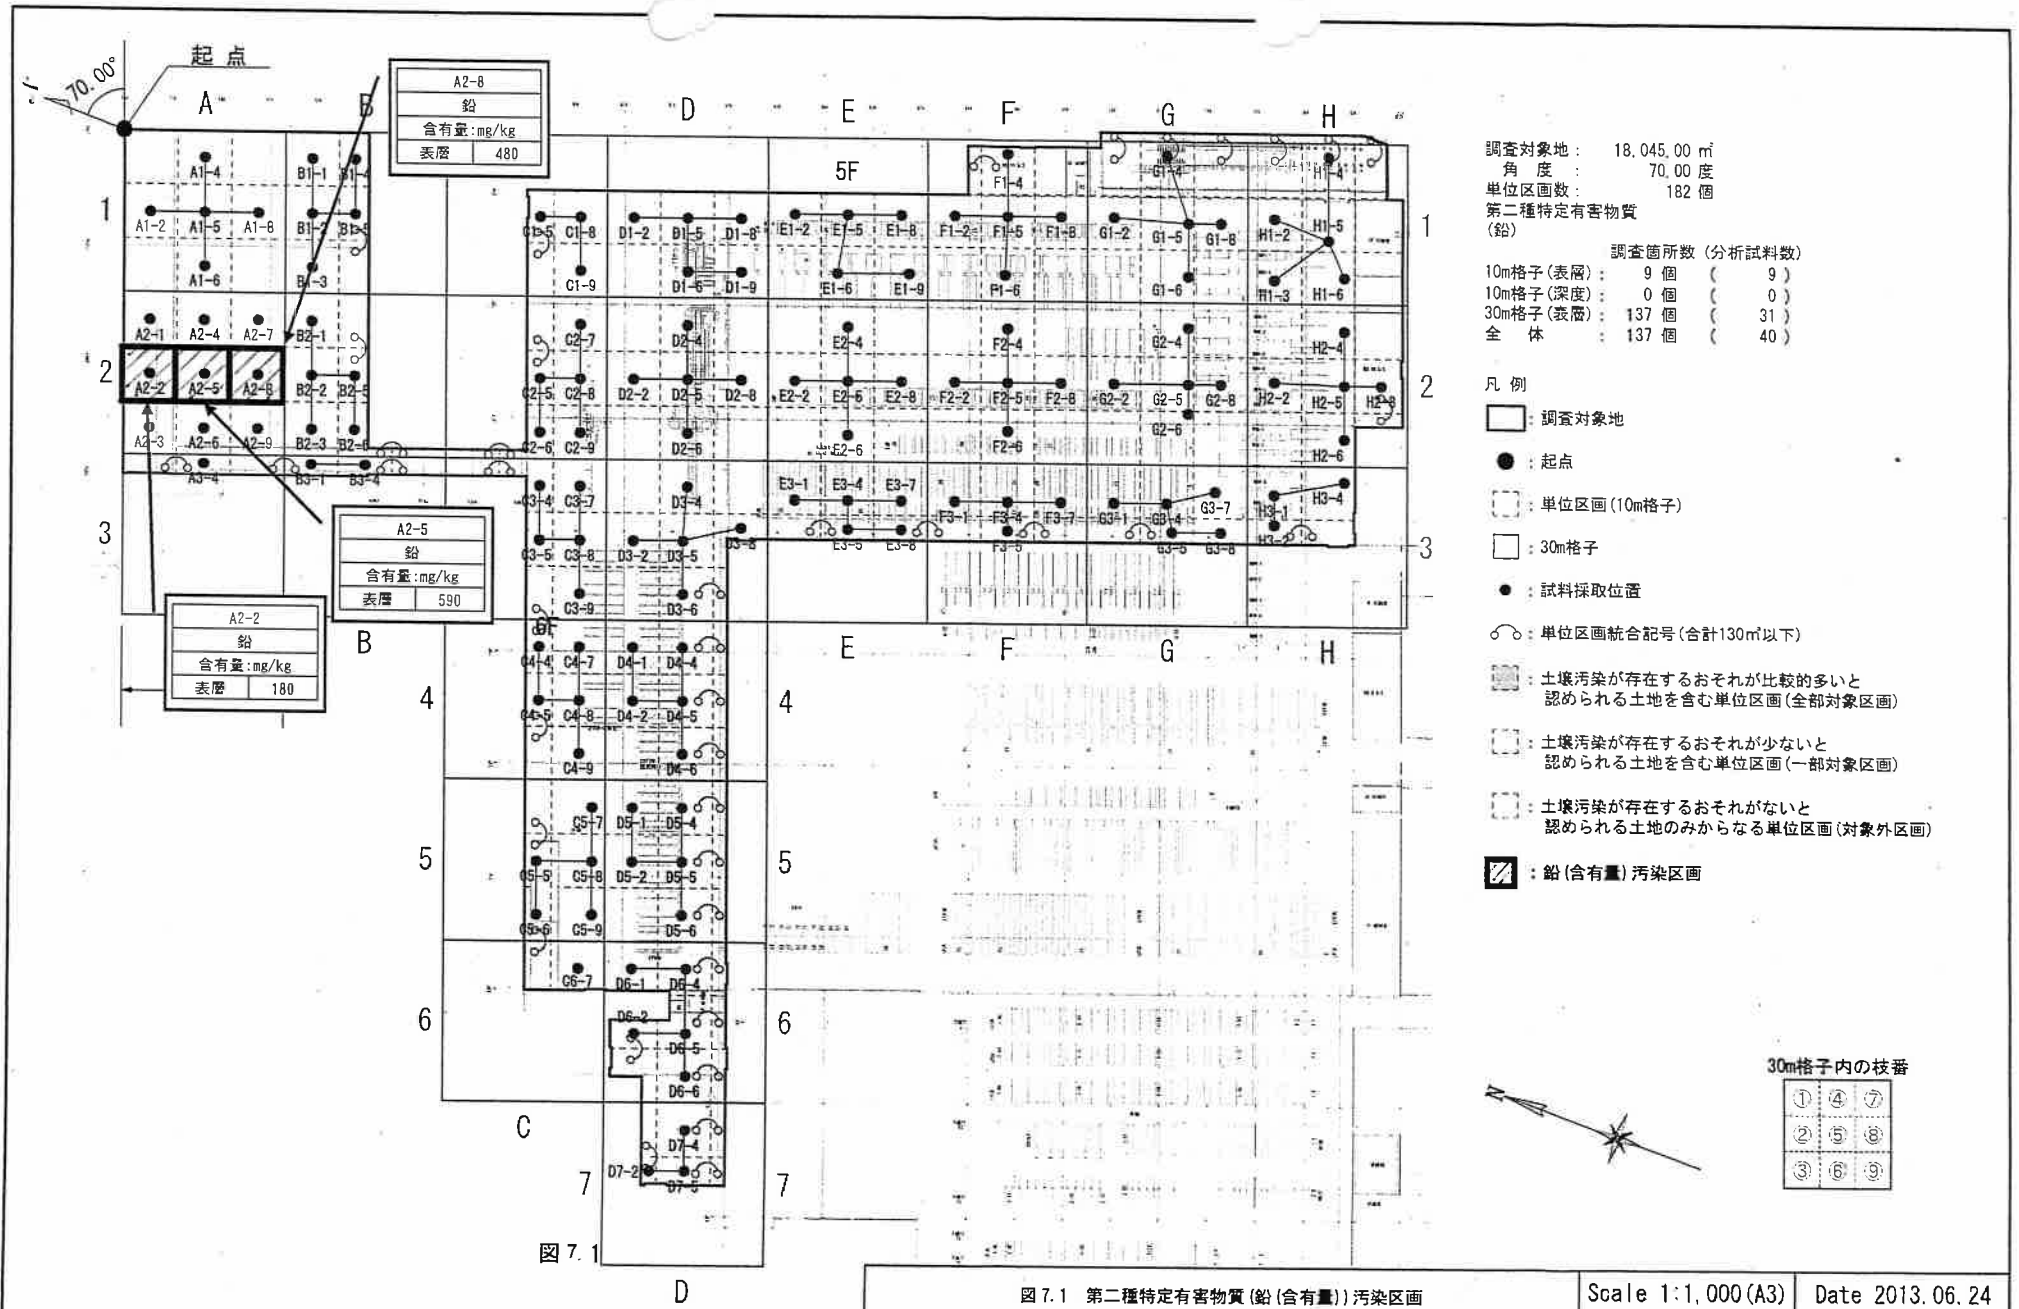 起点
70.00°
A
B
D
E
F
G
H
A2-8
鉛
含有量:mg/kg
表層 480
5F
1
A1-4
B1-1
B1-4
F1-4
G1-4
H1-4
A1-2
A1-5
A1-8
B1-2
B1-5
C1-5
C1-8
D1-2
B1-5
D1-8
E1-2
E1-5
E1-8
F1-2
F1-5
F1-8
G1-2
G1-5
G1-8
H1-2
H1-5
1
A1-6
B1-3
C1-9
D1-6
D1-9
E1-6
E1-9
F1-6
G1-6
H1-3
H1-6
A2-1
A2-4
A2-7
B2-1
C2-7
D2-4
E2-4
F2-4
G2-4
H2-4
2
A2-2
A2-5
A2-8
B2-2
B2-5
C2-5
C2-8
D2-2
D2-5
D2-8
E2-2
E2-6
E2-8
F2-2
F2-5
F2-8
G2-2
G2-5
G2-8
H2-2
H2-5
H2-8
2
A2-3
A2-6
A2-9
B2-3
B2-6
C2-6
C2-9
D2-6
E2-6
F2-6
G2-6
H2-6
A3-4
B3-1
B3-4
C3-4
C3-7
D3-4
E3-1
E3-4
E3-7
F3-1
F3-4
F3-7
G3-1
G3-4
G3-7
H3-1
H3-4
3
C3-5
C3-8
D3-2
D3-5
D3-8
E3-5
E3-8
F3-5
G3-5
G3-8
H3-2
3
C3-9
D3-6
A2-5
鉛
含有量:mg/kg
表層 590
A2-2
鉛
含有量:mg/kg
表層 180
B
6F
E
F
G
H
C4-4
C4-7
D4-1
D4-4
4
C4-5
C4-8
D4-2
D4-5
4
C4-9
D4-6
C5-7
D5-1
D5-4
5
C5-5
C5-8
D5-2
D5-5
5
C5-6
C5-9
D5-6
C6-7
D6-1
D6-4
6
D6-2
D6-5
6
D6-6
C
D7-4
7
D7-2
D7-5
7
図7.1
D
調査対象地： 18,045.00 ㎡
角度： 70.00 度
単位区画数： 182 個
第二種特定有害物質
(鉛)
調査箇所数 (分析試料数)
10m格子(表層)： 9 個 ( 9 )
10m格子(深度)： 0 個 ( 0 )
30m格子(表層)： 137 個 ( 31 )
全体： 137 個 ( 40 )
凡例
：調査対象地
：起点
：単位区画(10m格子)
：30m格子
：試料採取位置
：単位区画統合記号(合計130㎡以下)
：土壌汚染が存在するおそれが比較的多いと
認められる土地を含む単位区画(全部対象区画)
：土壌汚染が存在するおそれが少ないと
認められる土地を含む単位区画(一部対象区画)
：土壌汚染が存在するおそれがないと
認められる土地のみからなる単位区画(対象外区画)
：鉛(含有量)汚染区画
N
30m格子内の枝番
① ④ ⑦
② ⑤ ⑧
③ ⑥ ⑨
図7.1 第二種特定有害物質(鉛(含有量))汚染区画
Scale 1:1,000(A3)
Date 2013.06.24